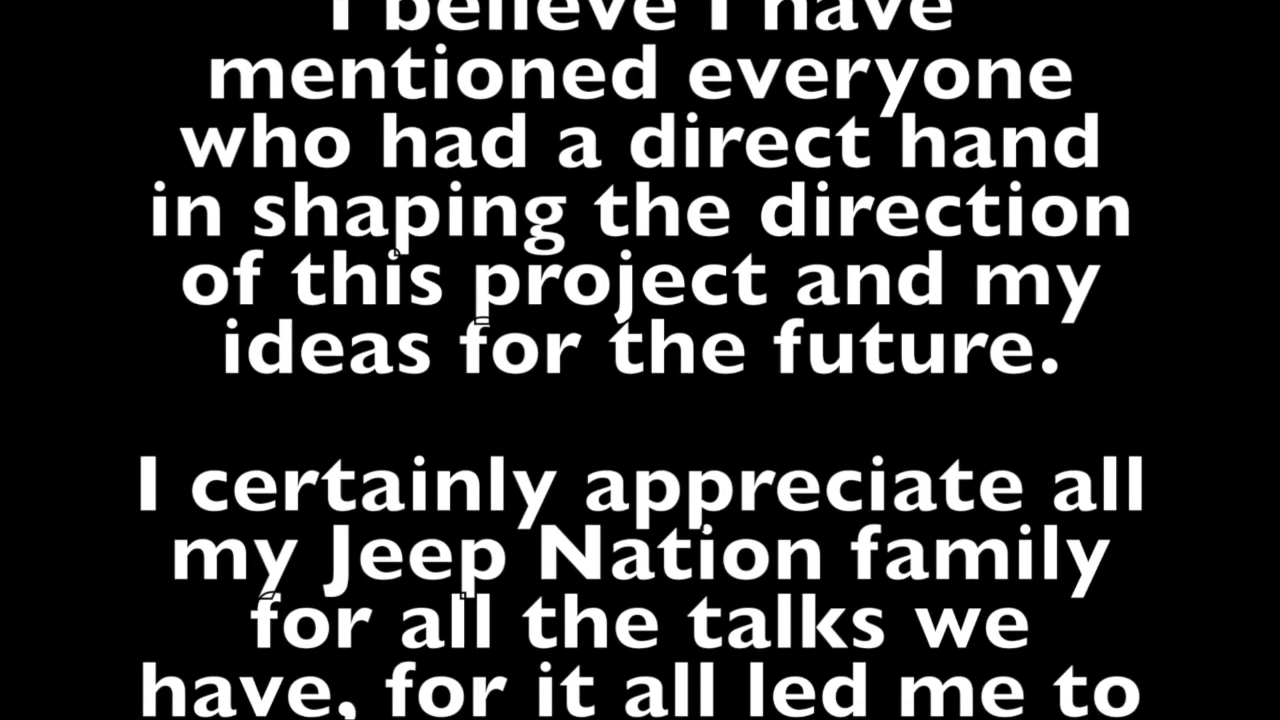 I believe I have
mentioned everyone
who had a direct hand
in shaping the direction
of this project and my
ideas for the future.
I certainly appreciate all
my Jeep Nation family
for all the talks we
have, for it all led me to